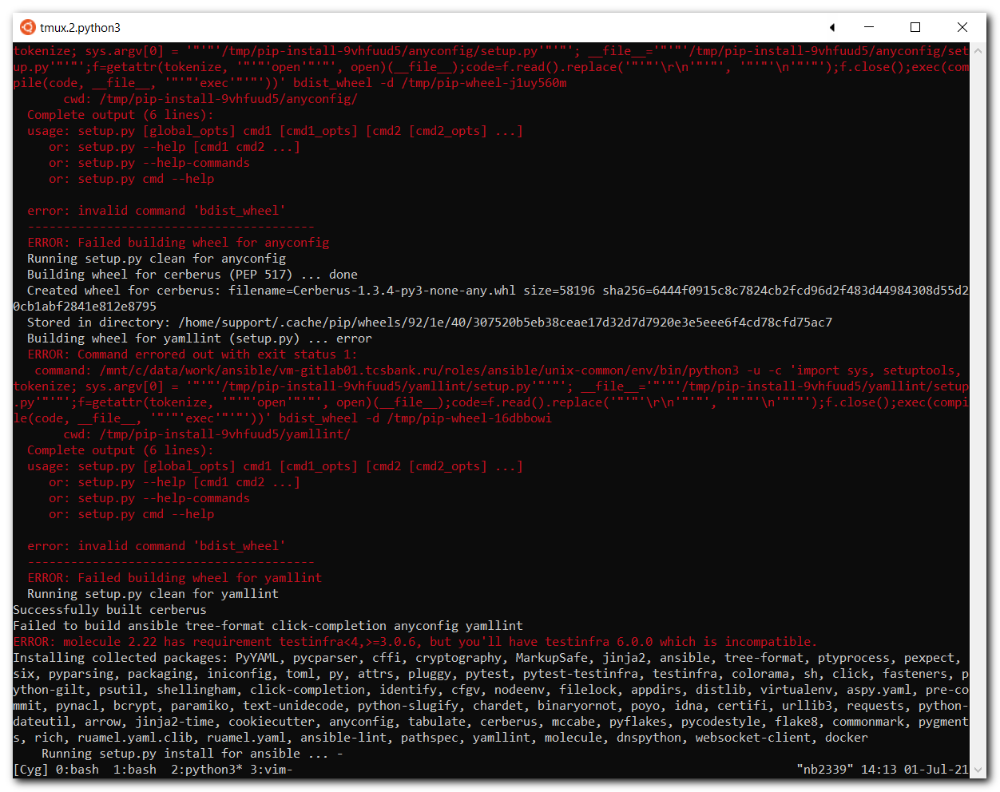 tmux.2.python3
tokenize; sys.argv[0] = '"'"'/tmp/pip-install-9vhfuud5/anyconfig/setup.py'"'"'; __file__='"'"'/tmp/pip-install-9vhfuud5/anyconfig/set
up.py'"'"';f=getattr(tokenize, '"'"'open'"'"', open)(__file__);code=f.read().replace('"'"'\r\n'"'"', '"'"'\n'"'"');f.close();exec(com
pile(code, __file__, '"'"'exec'"'"'))' bdist_wheel -d /tmp/pip-wheel-j1uy560m
cwd: /tmp/pip-install-9vhfuud5/anyconfig/
Complete output (6 lines):
usage: setup.py [global_opts] cmd1 [cmd1_opts] [cmd2 [cmd2_opts] ...]
or: setup.py --help [cmd1 cmd2 ...]
or: setup.py --help-commands
or: setup.py cmd --help
error: invalid command 'bdist_wheel'
----------------------------------------
ERROR: Failed building wheel for anyconfig
Running setup.py clean for anyconfig
Building wheel for cerberus (PEP 517) ... done
Created wheel for cerberus: filename=Cerberus-1.3.4-py3-none-any.whl size=58196 sha256=6444f0915c8c7824cb2fcd96d2f483d44984308d55d2
0cb1abf2841e812e8795
Stored in directory: /home/support/.cache/pip/wheels/92/1e/40/307520b5eb38ceae17d32d7d7920e3e5eee6f4cd78cfd75ac7
Building wheel for yamllint (setup.py) ... error
ERROR: Command errored out with exit status 1:
command: /mnt/c/data/work/ansible/vm-gitlab01.tcsbank.ru/roles/ansible/unix-common/env/bin/python3 -u -c 'import sys, setuptools,
tokenize; sys.argv[0] = '"'"'/tmp/pip-install-9vhfuud5/yamllint/setup.py'"'"'; __file__='"'"'/tmp/pip-install-9vhfuud5/yamllint/setup
.py'"'"';f=getattr(tokenize, '"'"'open'"'"', open)(__file__);code=f.read().replace('"'"'\r\n'"'"', '"'"'\n'"'"');f.close();exec(compi
le(code, __file__, '"'"'exec'"'"'))' bdist_wheel -d /tmp/pip-wheel-16dbbowi
cwd: /tmp/pip-install-9vhfuud5/yamllint/
Complete output (6 lines):
usage: setup.py [global_opts] cmd1 [cmd1_opts] [cmd2 [cmd2_opts] ...]
or: setup.py --help [cmd1 cmd2 ...]
or: setup.py --help-commands
or: setup.py cmd --help
error: invalid command 'bdist_wheel'
----------------------------------------
ERROR: Failed building wheel for yamllint
Running setup.py clean for yamllint
Successfully built cerberus
Failed to build ansible tree-format click-completion anyconfig yamllint
ERROR: molecule 2.22 has requirement testinfra<4,>=3.0.6, but you'll have testinfra 6.0.0 which is incompatible.
Installing collected packages: PyYAML, pycparser, cffi, cryptography, MarkupSafe, jinja2, ansible, tree-format, ptyprocess, pexpect,
six, pyparsing, packaging, iniconfig, toml, py, attrs, pluggy, pytest, pytest-testinfra, testinfra, colorama, sh, click, fasteners, p
ython-gilt, psutil, shellingham, click-completion, identify, cfgv, nodeenv, filelock, appdirs, distlib, virtualenv, aspy.yaml, pre-co
mmit, pynacl, bcrypt, paramiko, text-unidecode, python-slugify, chardet, binaryornot, poyo, idna, certifi, urllib3, requests, python-
dateutil, arrow, jinja2-time, cookiecutter, anyconfig, tabulate, cerberus, mccabe, pyflakes, pycodestyle, flake8, commonmark, pygment
s, rich, ruamel.yaml.clib, ruamel.yaml, ansible-lint, pathspec, yamllint, molecule, dnspython, websocket-client, docker
Running setup.py install for ansible ... -
[Cyg] 0:bash  1:bash  2:python3* 3:vim- "nb2339" 14:13 01-Jul-21